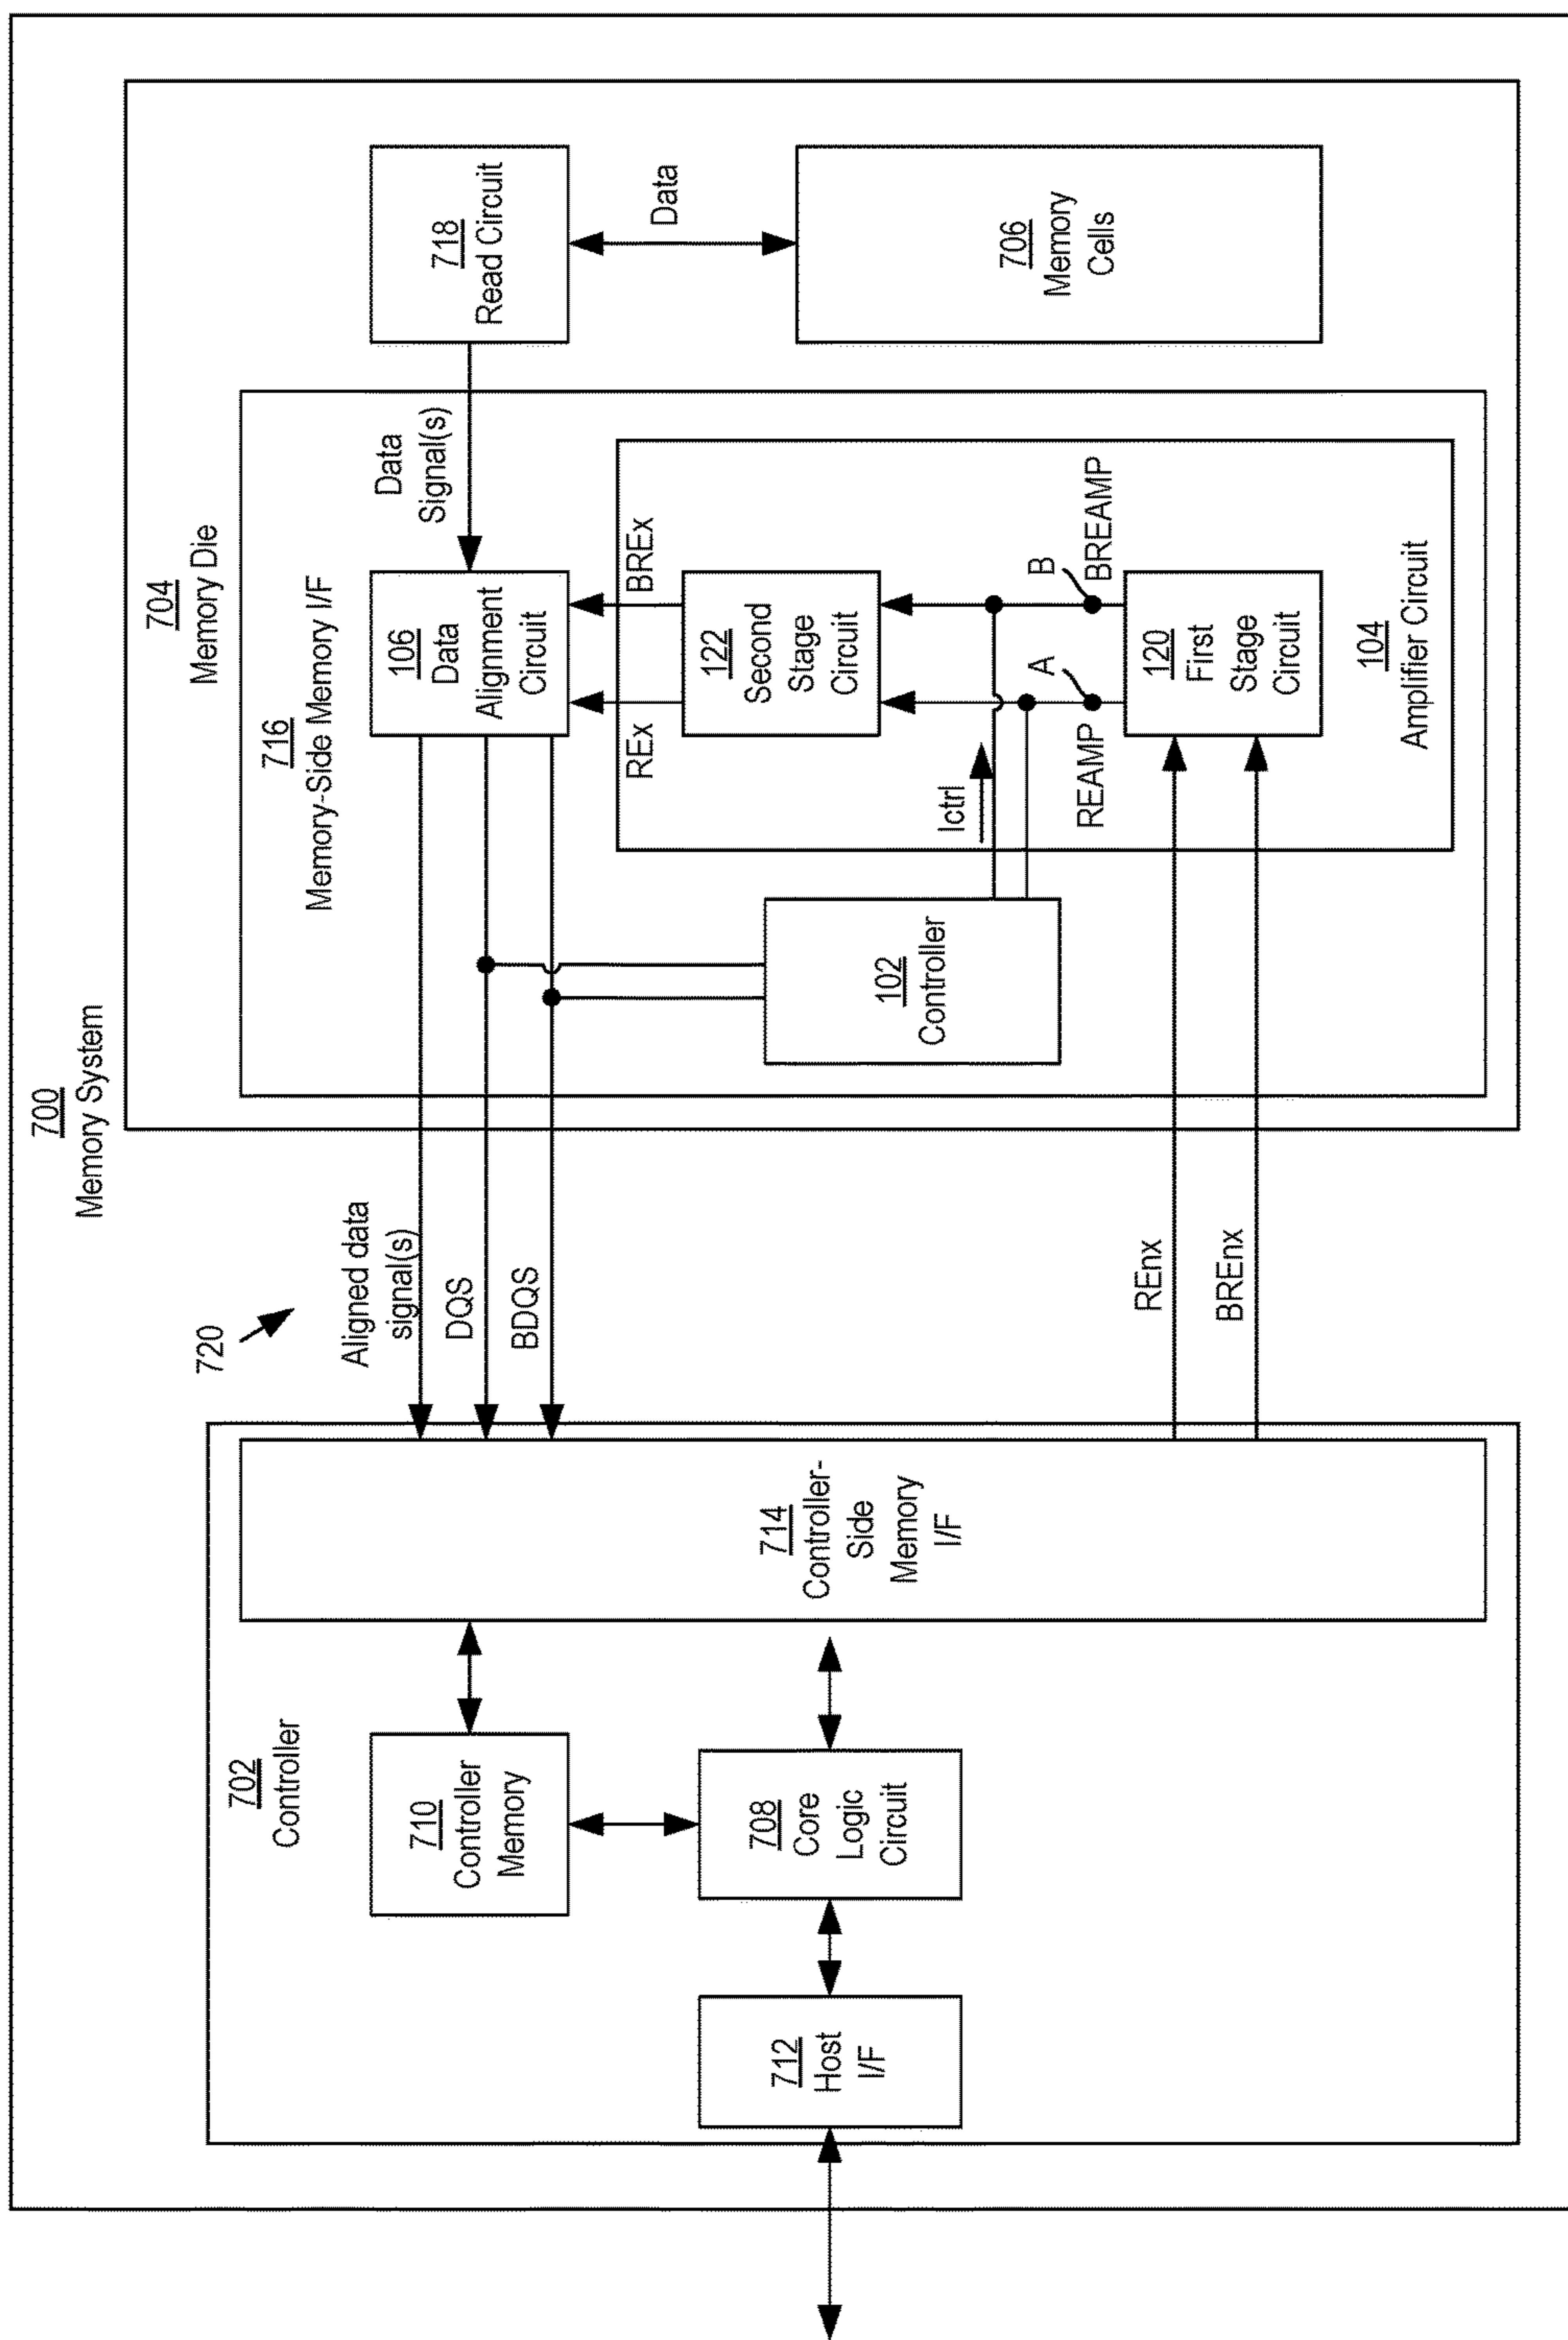 700
Memory System
702
Controller
710
Controller
Memory
708
Core
Logic
Circuit
712
Host
I/F
714
Controller-
Side
Memory
I/F
720
Aligned data
signal(s)
DQS
BDQS
REnx
BREnx
704
Memory Die
716
Memory-Side Memory I/F
102
Controller
106
Data
Alignment
Circuit
Data
Signal(s)
REx
BREx
122
Second
Stage
Circuit
Ictrl
A
B
REAMP
BREAMP
120
First
Stage
Circuit
104
Amplifier Circuit
718
Read Circuit
Data
706
Memory
Cells